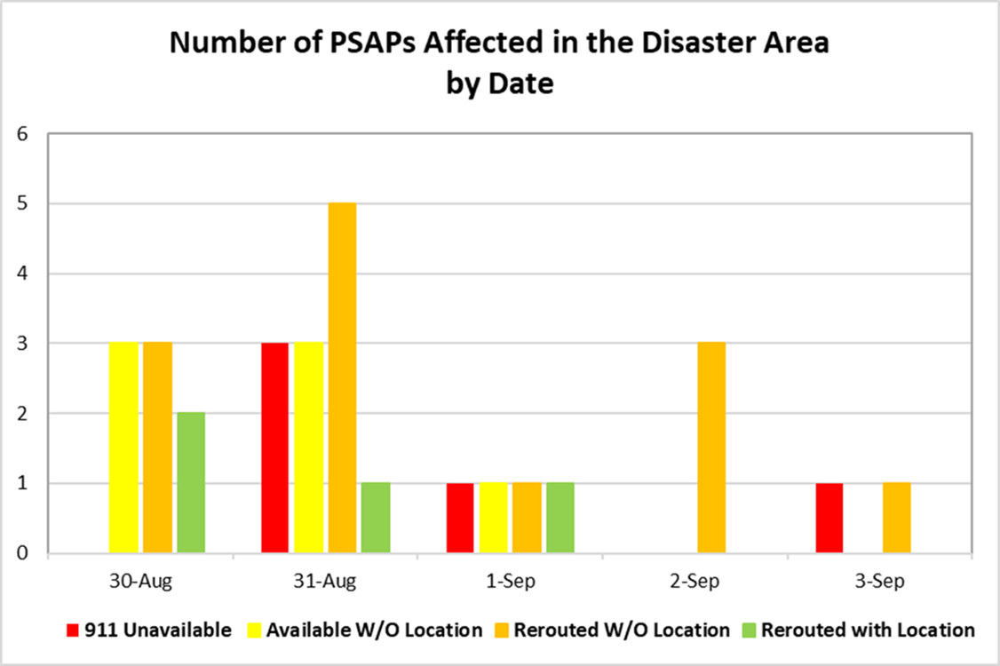 Number of PSAPs Affected in the Disaster Area
by Date
6
5
4
3
2
1
0
30-Aug 31-Aug 1-Sep 2-Sep 3-Sep
911 Unavailable Available W/O Location Rerouted W/O Location Rerouted with Location